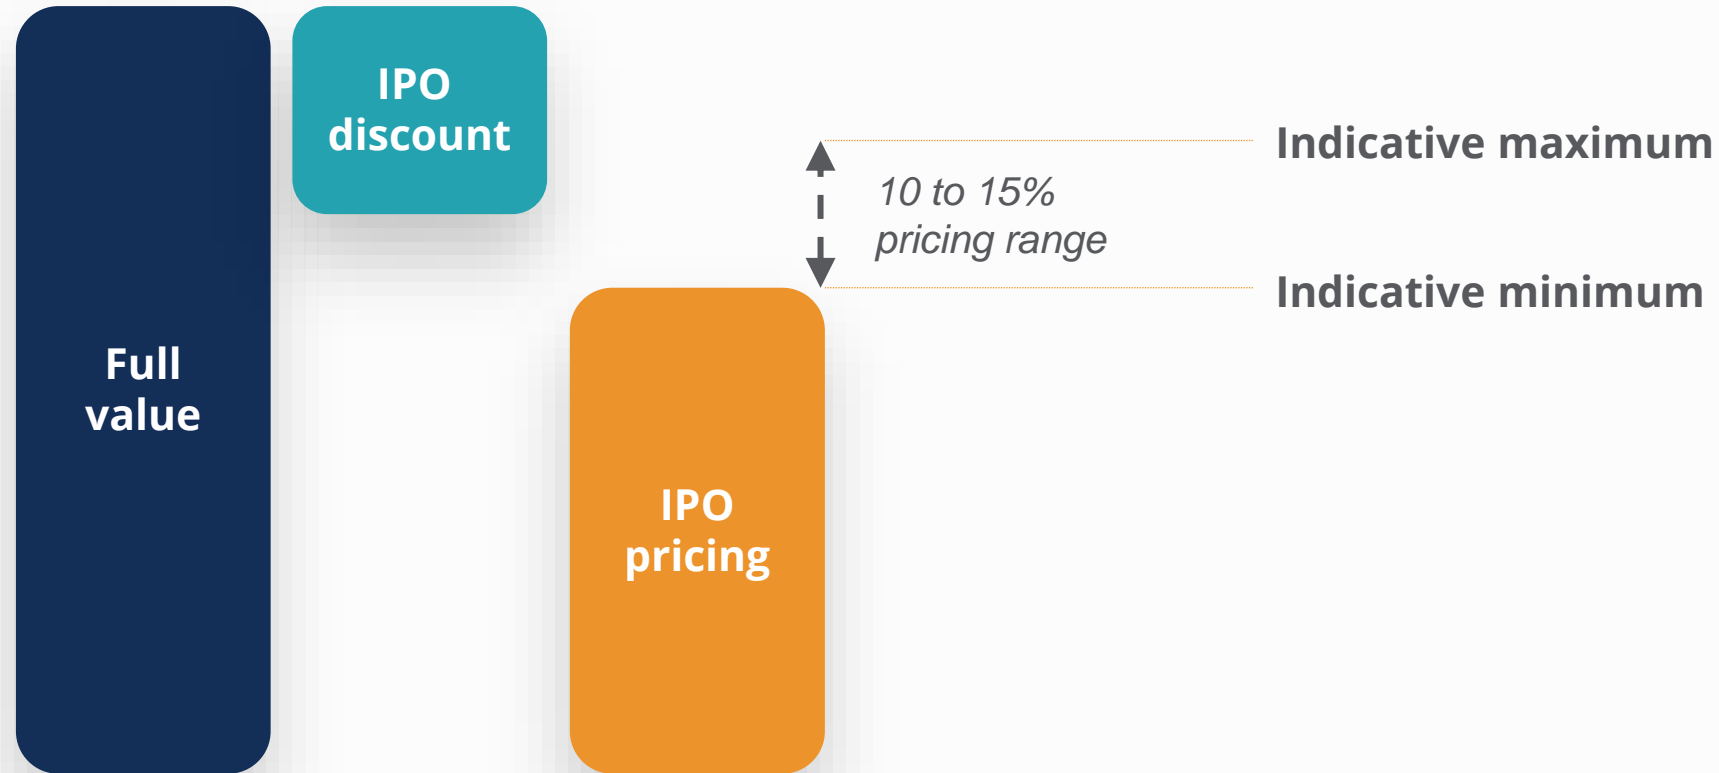 Full
value
IPO
discount
IPO
pricing
10 to 15%
pricing range
Indicative maximum
Indicative minimum